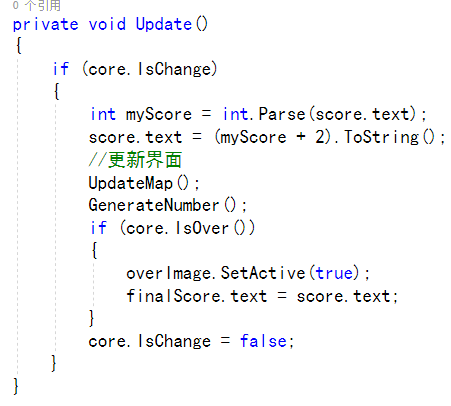 0 个引用
private void Update()
{
if (core.IsChange)
{
int myScore = int.Parse(score.text);
score.text = (myScore + 2).ToString();
//更新界面
UpdateMap();
GenerateNumber();
if (core.IsOver())
{
overImage.SetActive(true);
finalScore.text = score.text;
}
core.IsChange = false;
}
}